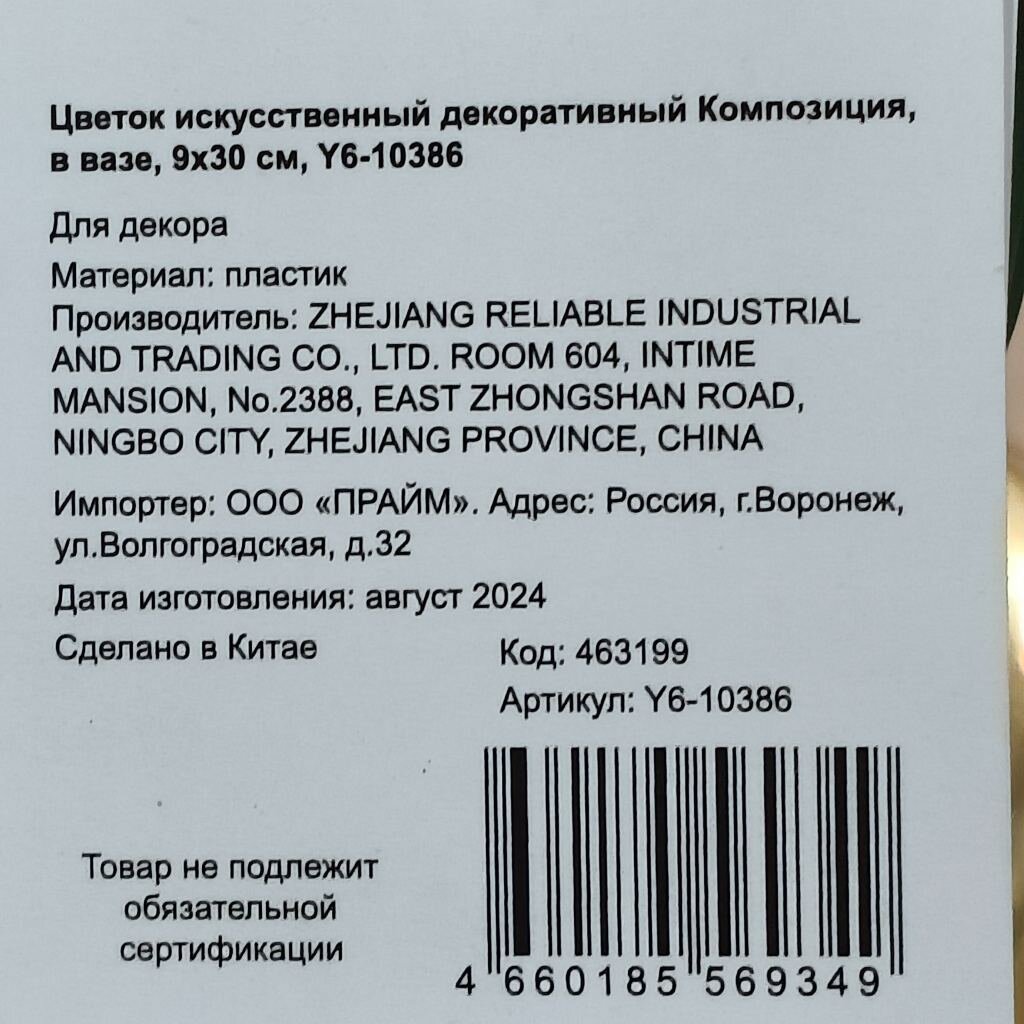 Цветок искусственный декоративный Композиция,
в вазе, 9х30 см, Y6-10386
Для декора
Материал: пластик
Производитель: ZHEJIANG RELIABLE INDUSTRIAL
AND TRADING CO., LTD. ROOM 604, INTIME
MANSION, No.2388, EAST ZHONGSHAN ROAD,
NINGBO CITY, ZHEJIANG PROVINCE, CHINA
Импортер: ООО «ПРАЙМ». Адрес: Россия, г.Воронеж,
ул.Волгоградская, д.32
Дата изготовления: август 2024
Сделано в Китае
Код: 463199
Артикул: Y6-10386
Товар не подлежит
обязательной
сертификации
4 660185 569349